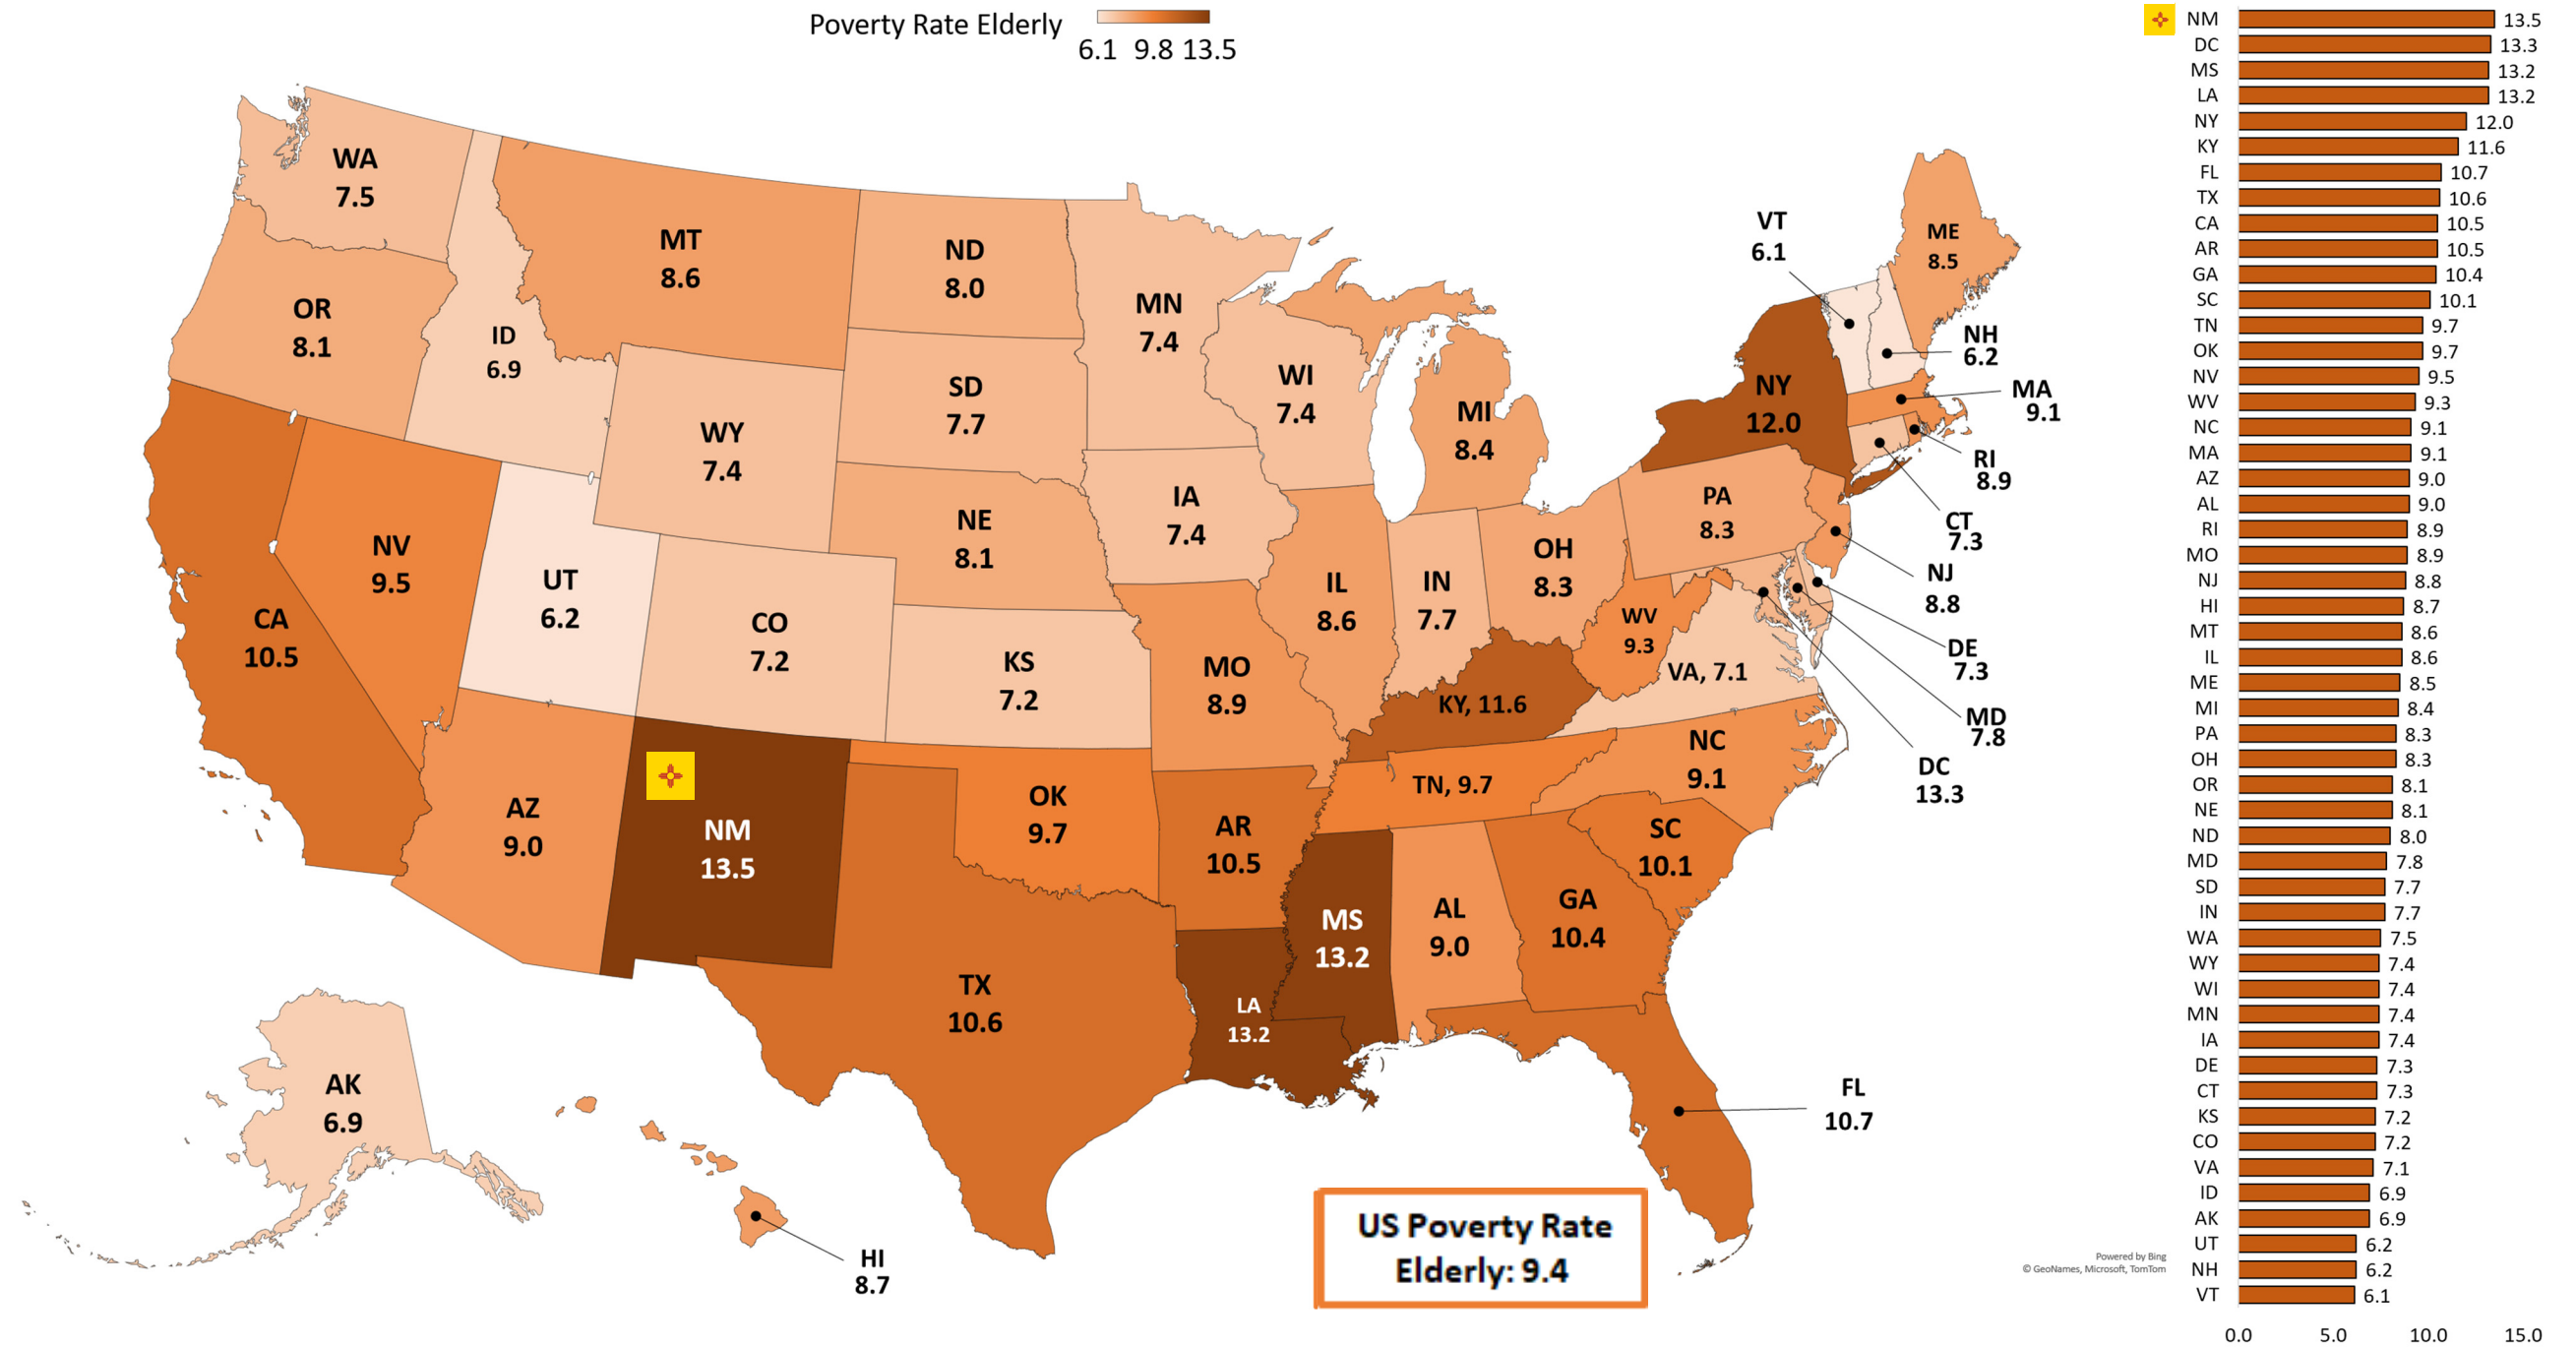 Poverty Rate Elderly
6.1 9.8 13.5
WA
7.5
OR
8.1
ID
6.9
MT
8.6
ND
8.0
MN
7.4
SD
7.7
WI
7.4
MI
8.4
WY
7.4
NE
8.1
IA
7.4
NV
9.5
UT
6.2
CO
7.2
KS
7.2
MO
8.9
IL
8.6
IN
7.7
OH
8.3
CA
10.5
AZ
9.0
NM
13.5
OK
9.7
AR
10.5
TX
10.6
LA
13.2
MS
13.2
AL
9.0
GA
10.4
SC
10.1
NC
9.1
TN, 9.7
KY, 11.6
WV
9.3
VA, 7.1
PA
8.3
NY
12.0
VT
6.1
ME
8.5
NH
6.2
MA
9.1
RI
8.9
CT
7.3
NJ
8.8
DE
7.3
MD
7.8
DC
13.3
FL
10.7
AK
6.9
HI
8.7
US Poverty Rate
Elderly: 9.4
Powered by Bing
© GeoNames, Microsoft, TomTom
NM 13.5
DC 13.3
MS 13.2
LA 13.2
NY 12.0
KY 11.6
FL 10.7
TX 10.6
CA 10.5
AR 10.5
GA 10.4
SC 10.1
TN 9.7
OK 9.7
NV 9.5
WV 9.3
NC 9.1
MA 9.1
AZ 9.0
AL 9.0
RI 8.9
MO 8.9
NJ 8.8
HI 8.7
MT 8.6
IL 8.6
ME 8.5
MI 8.4
PA 8.3
OH 8.3
OR 8.1
NE 8.1
ND 8.0
MD 7.8
SD 7.7
IN 7.7
WA 7.5
WY 7.4
WI 7.4
MN 7.4
IA 7.4
DE 7.3
CT 7.3
KS 7.2
CO 7.2
VA 7.1
ID 6.9
AK 6.9
UT 6.2
NH 6.2
VT 6.1
0.0 5.0 10.0 15.0